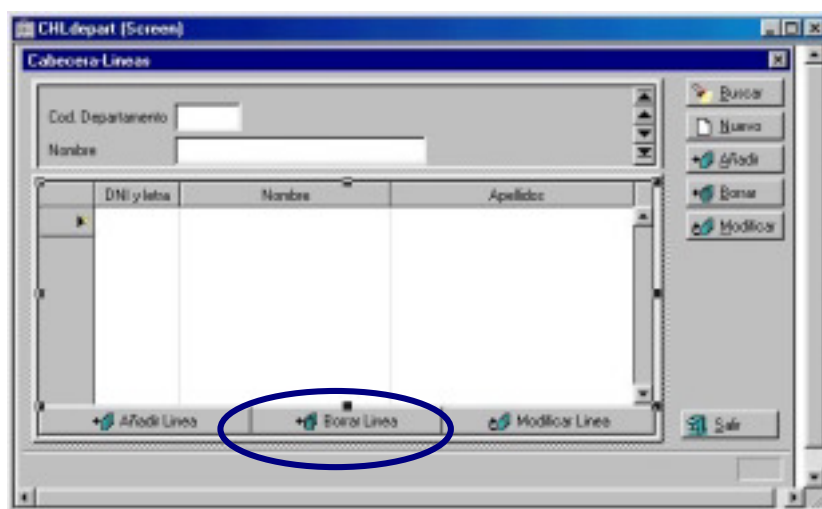 CHLdepart (Screen)
Cabecera-Lineas
Cod. Departamento
Nombre
Buscar
Nuevo
Añadir
Borrar
Modificar
DNI y letra Nombre Apellidos
Añadir Linea Borrar Linea Modificar Linea
Salir